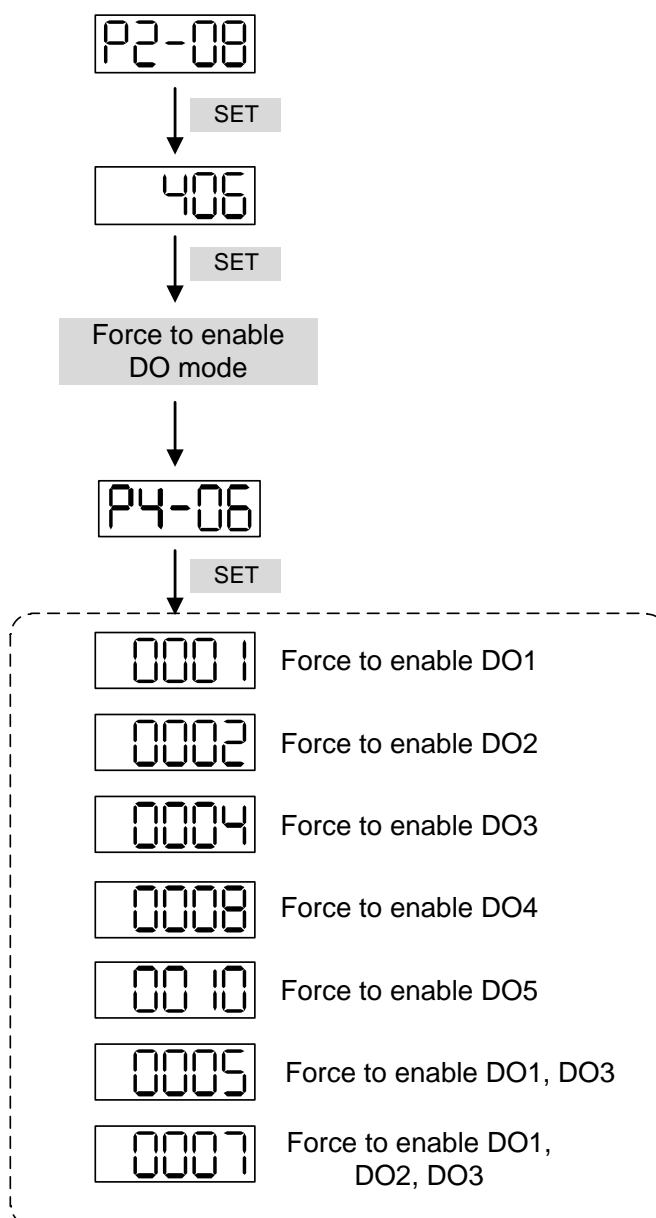 P2-08
SET
406
SET
Force to enable
DO mode
P4-06
SET
0001 Force to enable DO1
0002 Force to enable DO2
0004 Force to enable DO3
0008 Force to enable DO4
0010 Force to enable DO5
0005 Force to enable DO1, DO3
0007 Force to enable DO1,
DO2, DO3